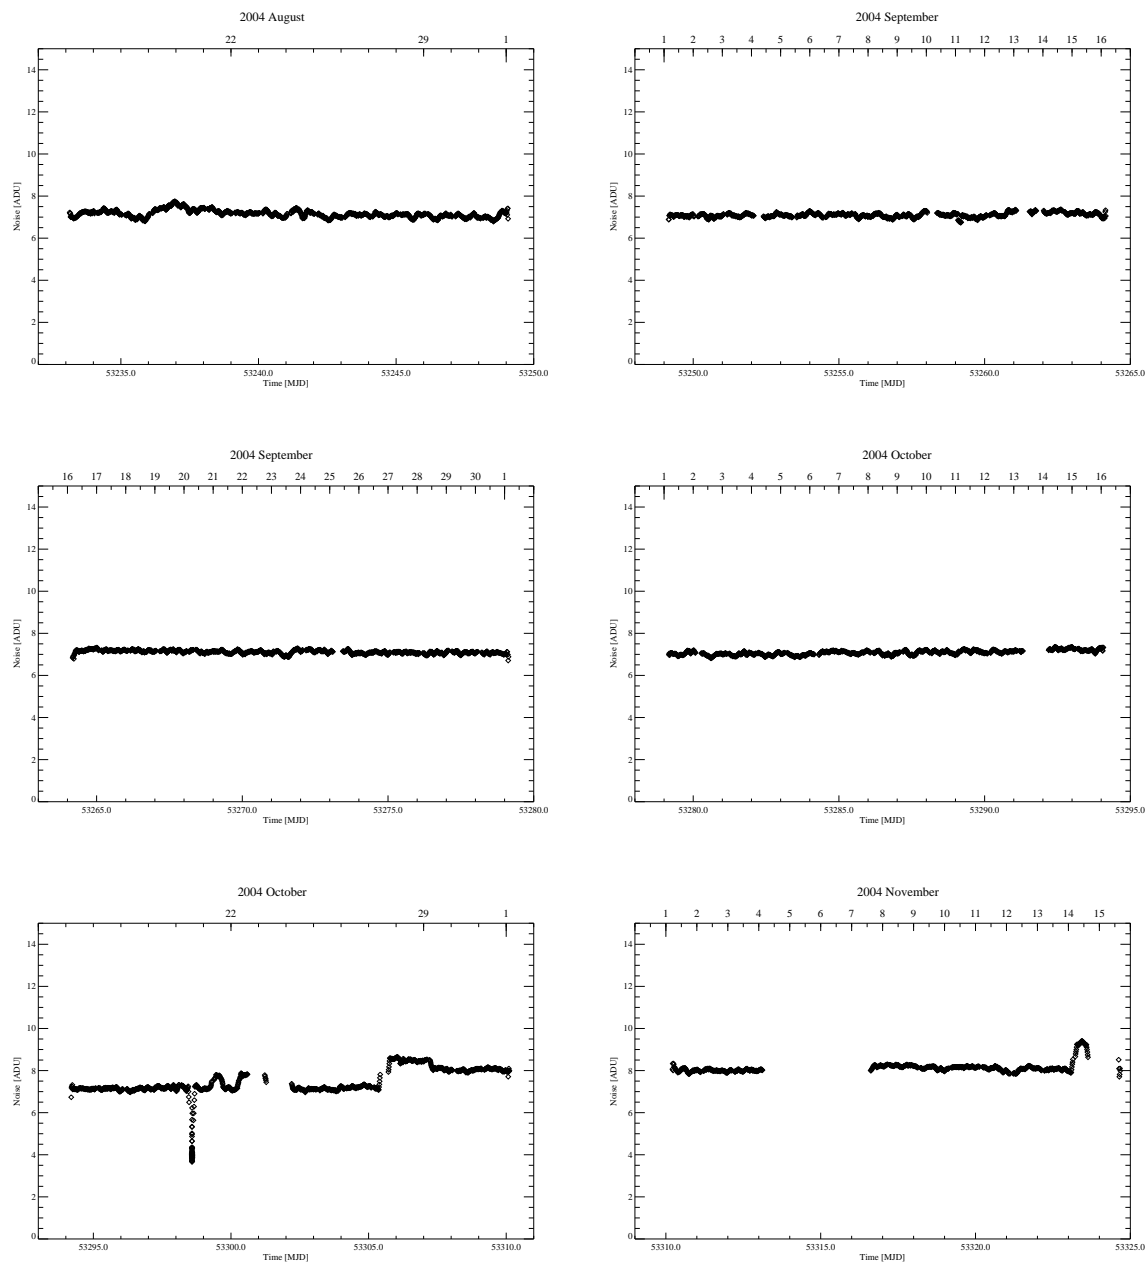 2004 August
22 29 1
14
12
10
8
6
4
2
0
Noise [ADU]
53235.0 53240.0 53245.0 53250.0
Time [MJD]
2004 September
1 2 3 4 5 6 7 8 9 10 11 12 13 14 15 16
14
12
10
8
6
4
2
0
Noise [ADU]
53250.0 53255.0 53260.0 53265.0
Time [MJD]
2004 September
16 17 18 19 20 21 22 23 24 25 26 27 28 29 30 1
14
12
10
8
6
4
2
0
Noise [ADU]
53265.0 53270.0 53275.0 53280.0
Time [MJD]
2004 October
1 2 3 4 5 6 7 8 9 10 11 12 13 14 15 16
14
12
10
8
6
4
2
0
Noise [ADU]
53280.0 53285.0 53290.0 53295.0
Time [MJD]
2004 October
22 29 1
14
12
10
8
6
4
2
0
Noise [ADU]
53295.0 53300.0 53305.0 53310.0
Time [MJD]
2004 November
1 2 3 4 5 6 7 8 9 10 11 12 13 14 15
14
12
10
8
6
4
2
0
Noise [ADU]
53310.0 53315.0 53320.0 53325.0
Time [MJD]